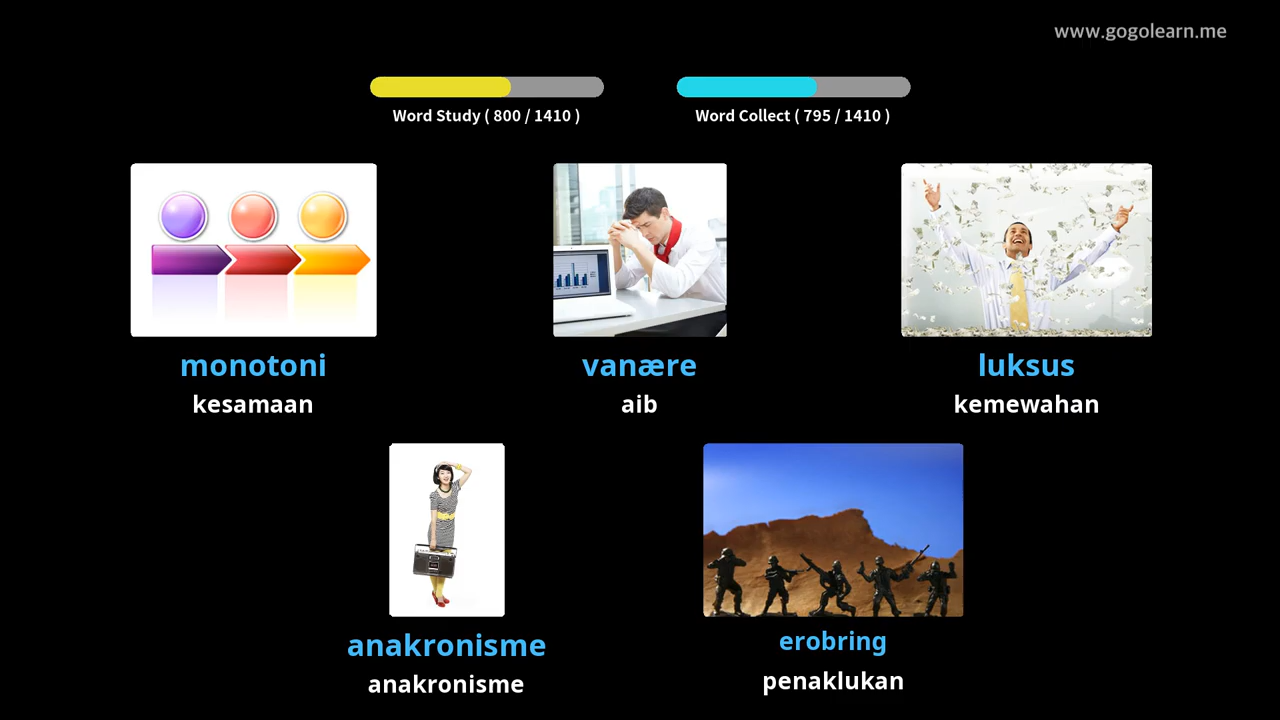 www.gogolearn.me
Word Study ( 800 / 1410 )
Word Collect ( 795 / 1410 )
monotoni
kesamaan
vanære
aib
luksus
kemewahan
anakronisme
anakronisme
erobring
penaklukan